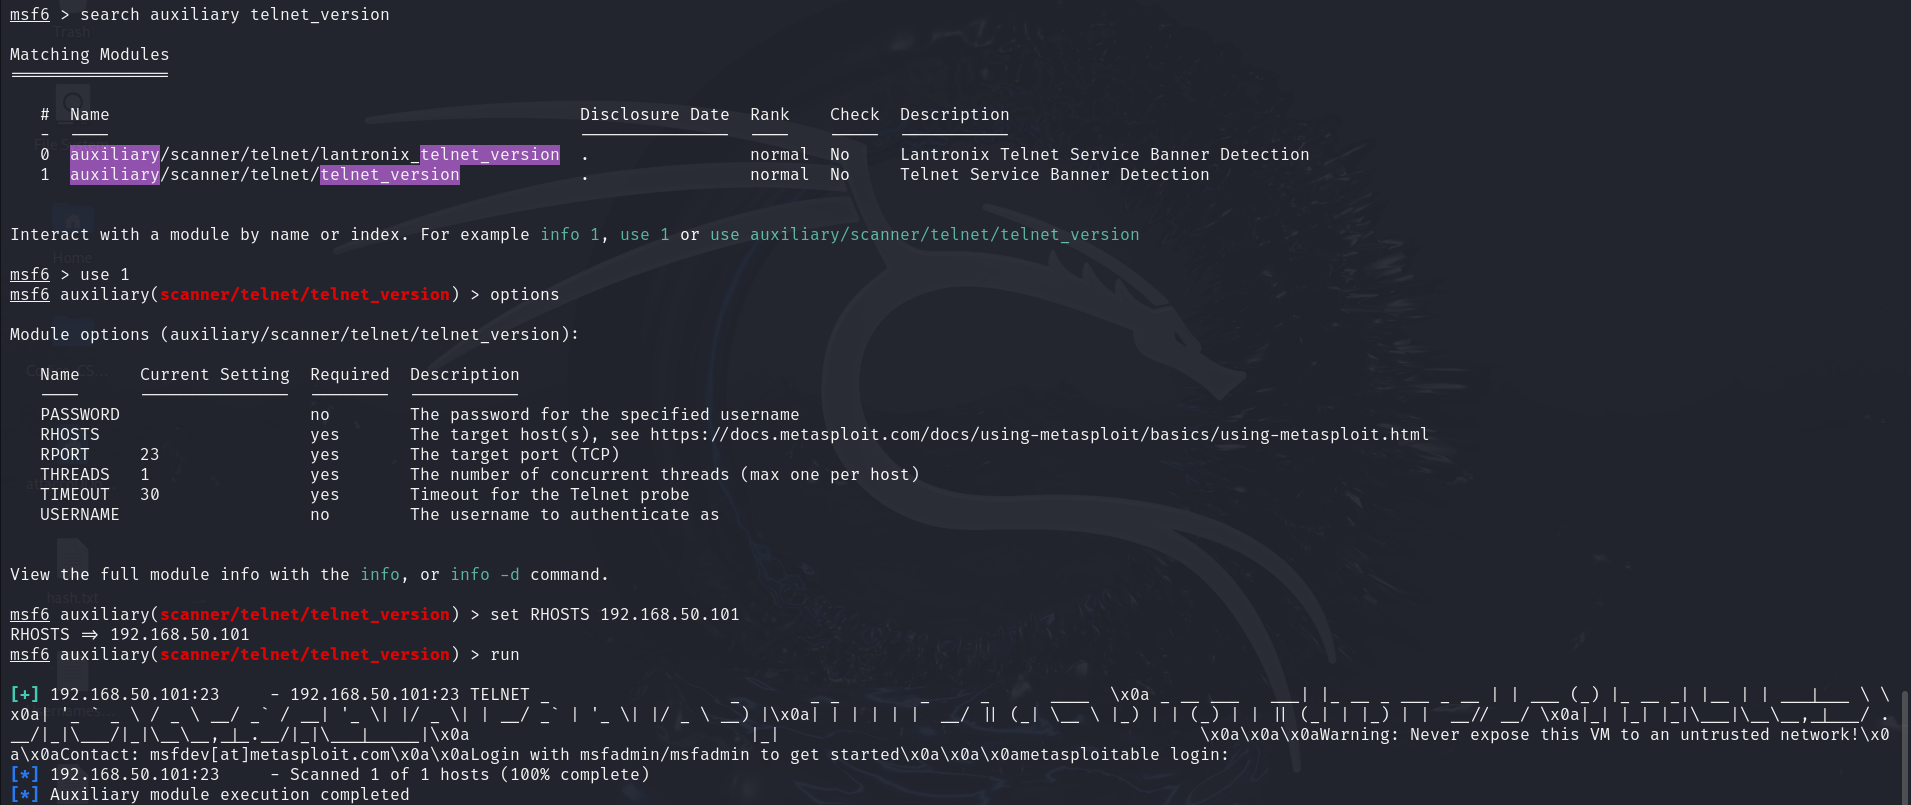 msf6 > search auxiliary telnet_version
Matching Modules
================
   #  Name                                               Disclosure Date  Rank    Check  Description
   -  ----                                               ---------------  ----    -----  -----------
   0  auxiliary/scanner/telnet/lantronix_telnet_version  .                normal  No     Lantronix Telnet Service Banner Detection
   1  auxiliary/scanner/telnet/telnet_version            .                normal  No     Telnet Service Banner Detection
Interact with a module by name or index. For example info 1, use 1 or use auxiliary/scanner/telnet/telnet_version
msf6 > use 1
msf6 auxiliary(scanner/telnet/telnet_version) > options
Module options (auxiliary/scanner/telnet/telnet_version):
   Name      Current Setting  Required  Description
   ----      ---------------  --------  -----------
   PASSWORD                   no        The password for the specified username
   RHOSTS                     yes       The target host(s), see https://docs.metasploit.com/docs/using-metasploit/basics/using-metasploit.html
   RPORT     23               yes       The target port (TCP)
   THREADS   1                yes       The number of concurrent threads (max one per host)
   TIMEOUT   30               yes       Timeout for the Telnet probe
   USERNAME                   no        The username to authenticate as
View the full module info with the info, or info -d command.
msf6 auxiliary(scanner/telnet/telnet_version) > set RHOSTS 192.168.50.101
RHOSTS => 192.168.50.101
msf6 auxiliary(scanner/telnet/telnet_version) > run
[+] 192.168.50.101:23     - 192.168.50.101:23 TELNET _                  _       _ _        _     _      ____  \x0a _ __ ___   ___| |_ __ _ ___ _ __ | | ___ (_) |_ __ _| |__ | | ___|___ \ \
x0a| '_ ` _ \ / _ \ __/ _` / __| '_ \| |/ _ \| | __/ _` | '_ \| |/ _ \ __) |\x0a| | | | | |  __/ || (_| \__ \ |_) | | (_) | | || (_| | |_) | |  __// __/ \x0a|_| |_| |_|\___|\__\__,_|___/ .
__/|_|\___/|_|\__\__,_|_.__/|_|\___|_____|\x0a                            |_|                                          \x0a\x0a\x0aWarning: Never expose this VM to an untrusted network!\x0
a\x0aContact: msfdev[at]metasploit.com\x0a\x0aLogin with msfadmin/msfadmin to get started\x0a\x0a\x0ametasploitable login:
[*] 192.168.50.101:23     - Scanned 1 of 1 hosts (100% complete)
[*] Auxiliary module execution completed